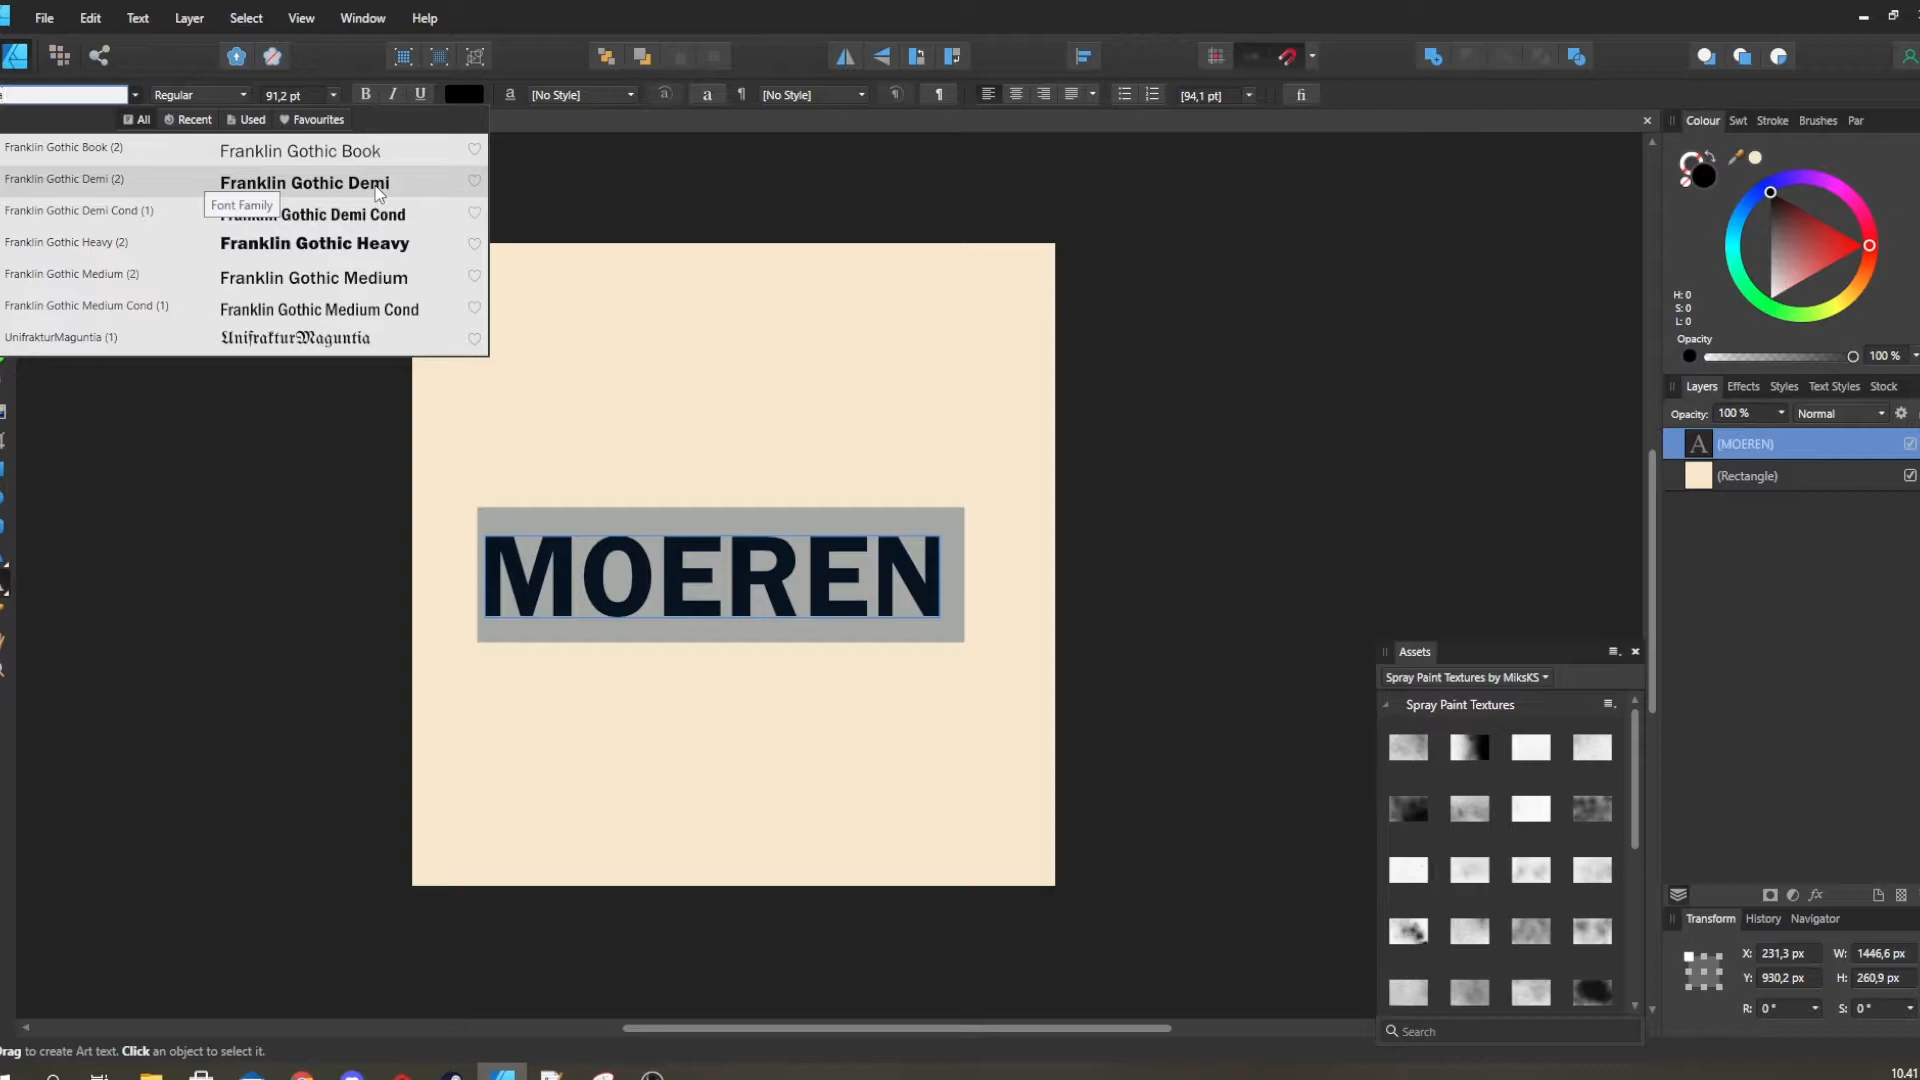 File Edit Text Layer Select View Window Help
Regular 91,2 pt B I U a [No Style] a ¶ [No Style] ¶ [94,1 pt] fi
All Recent Used Favourites
Franklin Gothic Book (2) Franklin Gothic Book
Franklin Gothic Demi (2) Franklin Gothic Demi
Font Family
Franklin Gothic Demi Cond (1) Gothic Demi Cond
Franklin Gothic Heavy (2) Franklin Gothic Heavy
Franklin Gothic Medium (2) Franklin Gothic Medium
Franklin Gothic Medium Cond (1) Franklin Gothic Medium Cond
UnifrakturMaguntia (1) UnifrakturMaguntia
MOEREN
Colour Swt Stroke Brushes Par
H: 0
S: 0
L: 0
Opacity
100 %
Layers Effects Styles Text Styles Stock
Opacity: 100 % Normal
A (MOEREN)
(Rectangle)
Assets
Spray Paint Textures by MiksKS
Spray Paint Textures
Search
fx
Transform History Navigator
X: 231,3 px W: 1446,6 px
Y: 930,2 px H: 260,9 px
R: 0 ° S: 0 °
Drag to create Art text. Click an object to select it.
10.41